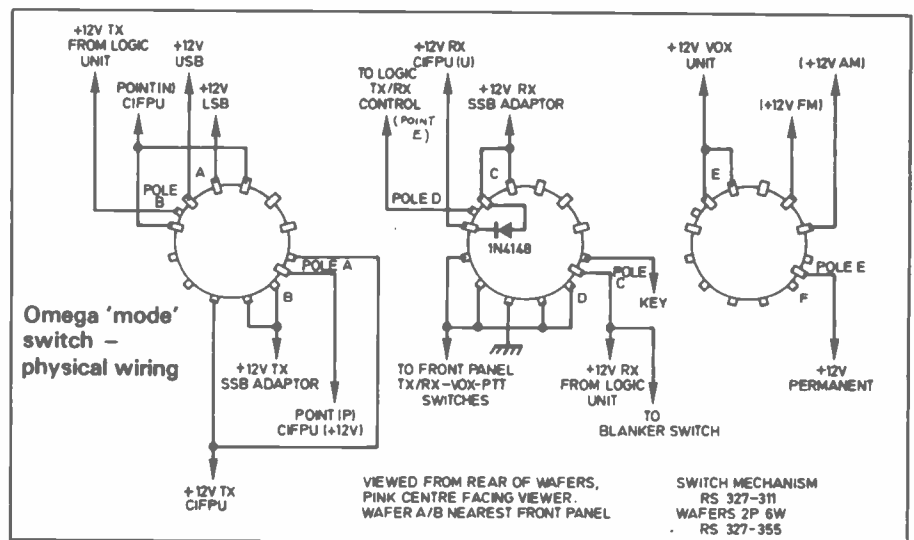 +12V TX
FROM LOGIC
UNIT
+12V
USB
POINT(N)
CIFPU
+12V
LSB
A
POLE
B
POLE A
B
Omega 'mode'
switch –
physical wiring
+12V TX
SSB ADAPTOR
POINT (P)
CIFPU (+12V)
+12V TX
CIFPU
+12V RX
CIFPU (U)
TO LOGIC
TX/RX
CONTROL
(POINT
E)
+12V RX
SSB ADAPTOR
C
POLE D
1N4148
POLE
C
D
KEY
TO FRONT PANEL
TX/RX–VOX–PTT
SWITCHES
+12V RX
FROM LOGIC
UNIT
TO
BLANKER SWITCH
+12V VOX
UNIT
(+12V AM)
(+12V FM)
E
POLE E
F
+12V
PERMANENT
VIEWED FROM REAR OF WAFERS,
PINK CENTRE FACING VIEWER.
WAFER A/B NEAREST FRONT PANEL
SWITCH MECHANISM
RS 327-311
WAFERS 2P 6W
RS 327-355